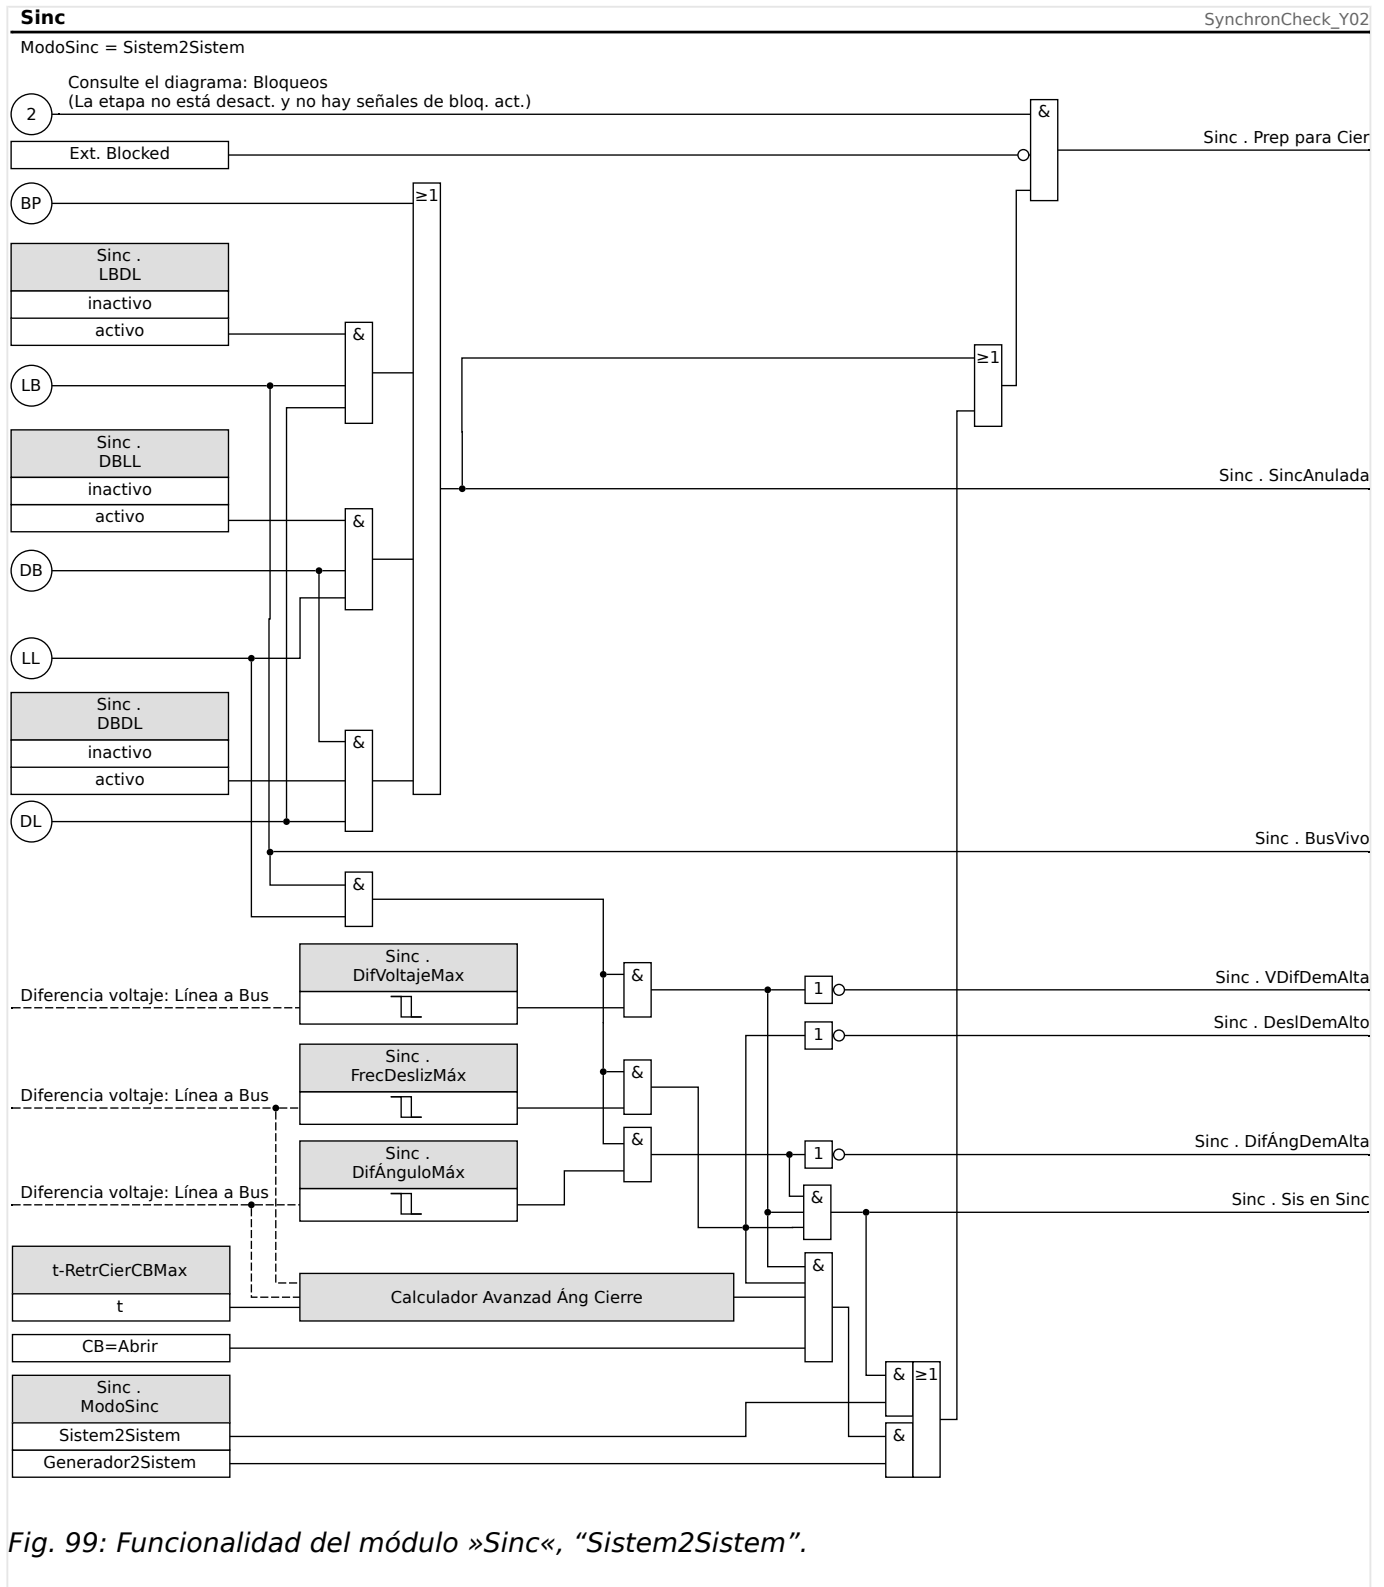 Sinc
SynchronCheck_Y02
ModoSinc = Sistem2Sistem
Consulte el diagrama: Bloqueos
(La etapa no está desact. y no hay señales de bloq. act.)
2
&
Sinc . Prep para Cier
Ext. Blocked
BP
≥1
Sinc .
LBDL
inactivo
activo
&
≥1
LB
Sinc .
DBLL
inactivo
activo
&
Sinc . SincAnulada
DB
LL
Sinc .
DBDL
inactivo
activo
&
DL
Sinc . BusVivo
&
Sinc .
DifVoltajeMax
Diferencia voltaje: Línea a Bus
&
1
Sinc . VDifDemAlta
1
Sinc . DeslDemAlto
Sinc .
FrecDeslizMáx
Diferencia voltaje: Línea a Bus
&
Sinc .
DifÁnguloMáx
Diferencia voltaje: Línea a Bus
&
1
Sinc . DifÁngDemAlta
&
Sinc . Sis en Sinc
t-RetrCierCBMax
t
Calculador Avanzad Áng Cierre
&
CB=Abrir
Sinc .
ModoSinc
Sistem2Sistem
Generador2Sistem
&
≥1
&
Fig. 99: Funcionalidad del módulo »Sinc«, “Sistem2Sistem”.